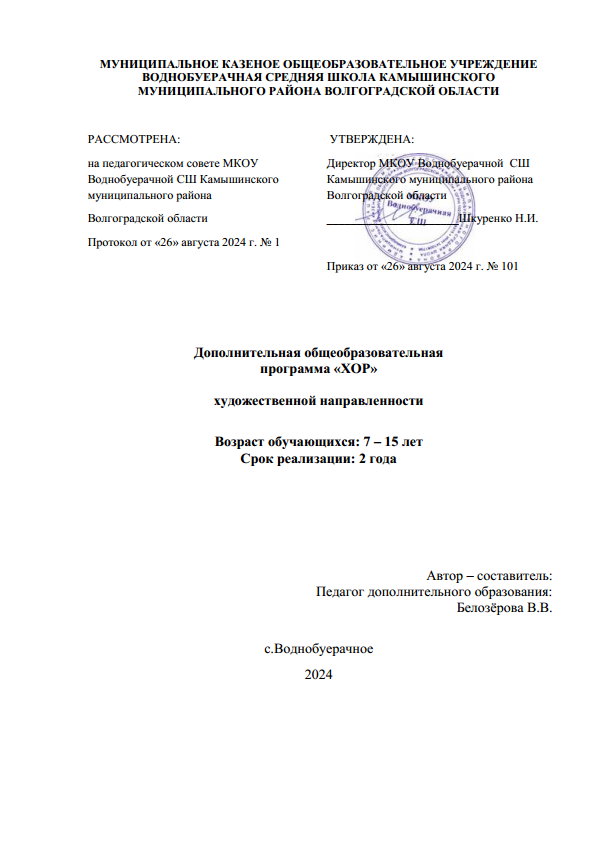 МУНИЦИПАЛЬНОЕ КАЗЕНОЕ ОБЩЕОБРАЗОВАТЕЛЬНОЕ УЧРЕЖДЕНИЕ
ВОДНОБУЕРАЧНАЯ СРЕДНЯЯ ШКОЛА КАМЫШИНСКОГО
МУНИЦИПАЛЬНОГО РАЙОНА ВОЛГОГРАДСКОЙ ОБЛАСТИ
РАССМОТРЕНА:
на педагогическом совете МКОУ
Воднобуерачной СШ Камышинского
муниципального района
Волгоградской области
Протокол от «26» августа 2024 г. № 1
УТВЕРЖДЕНА:
Директор МКОУ Воднобуерачной СШ
Камышинского муниципального района
Волгоградской области
Шкуренко Н.И.
Приказ от «26» августа 2024 г. № 101
МКОУ
Воднобуерачная
СШ
Дополнительная общеобразовательная
программа «ХОР»
художественной направленности
Возраст обучающихся: 7 – 15 лет
Срок реализации: 2 года
Автор – составитель:
Педагог дополнительного образования:
Белозёрова В.В.
с.Воднобуерачное
2024